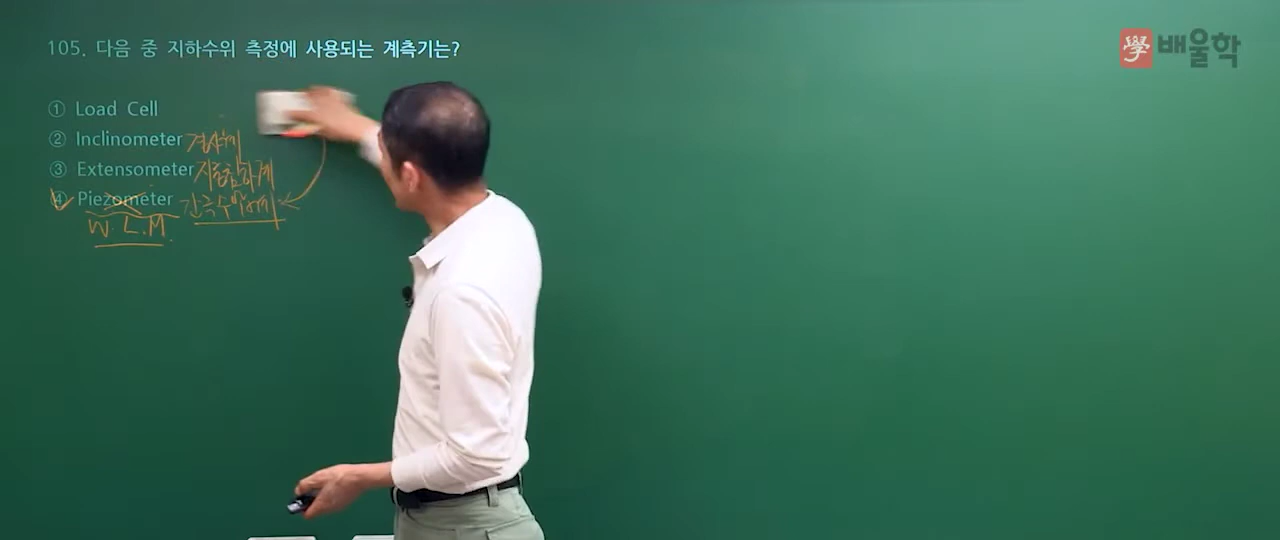 105. 다음 중 지하수위 측정에 사용되는 계측기는?
學 배울학
① Load Cell
② Inclinometer 경사계
③ Extensometer 지중침하계
④ Piezometer 간극수압계
W.L.M.